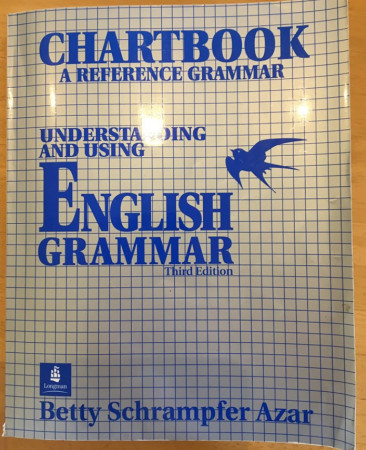 CHARTBOOK
A REFERENCE GRAMMAR
UNDERSTANDING
AND USING
ENGLISH
GRAMMAR
Third Edition
Longman
Betty Schrampfer Azar